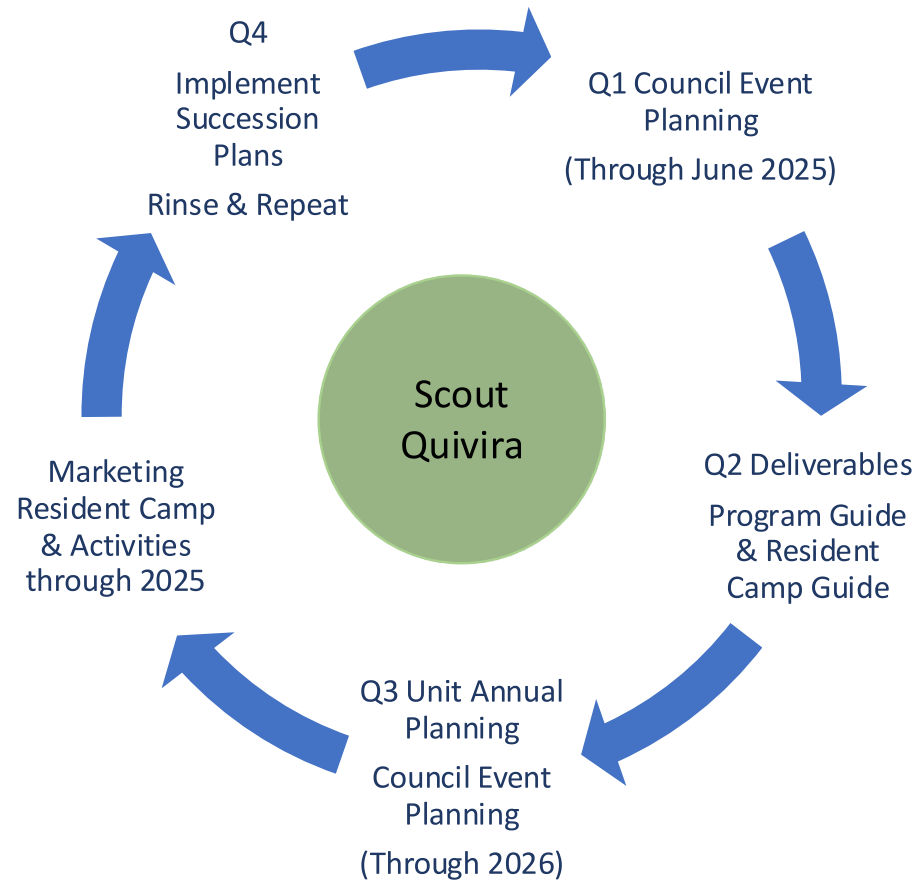 Q4
Implement
Succession
Plans
Rinse & Repeat
Q1 Council Event
Planning
(Through June 2025)
Scout
Quivira
Q2 Deliverables
Program Guide
& Resident
Camp Guide
Q3 Unit Annual
Planning
Council Event
Planning
(Through 2026)
Marketing
Resident Camp
& Activities
through 2025